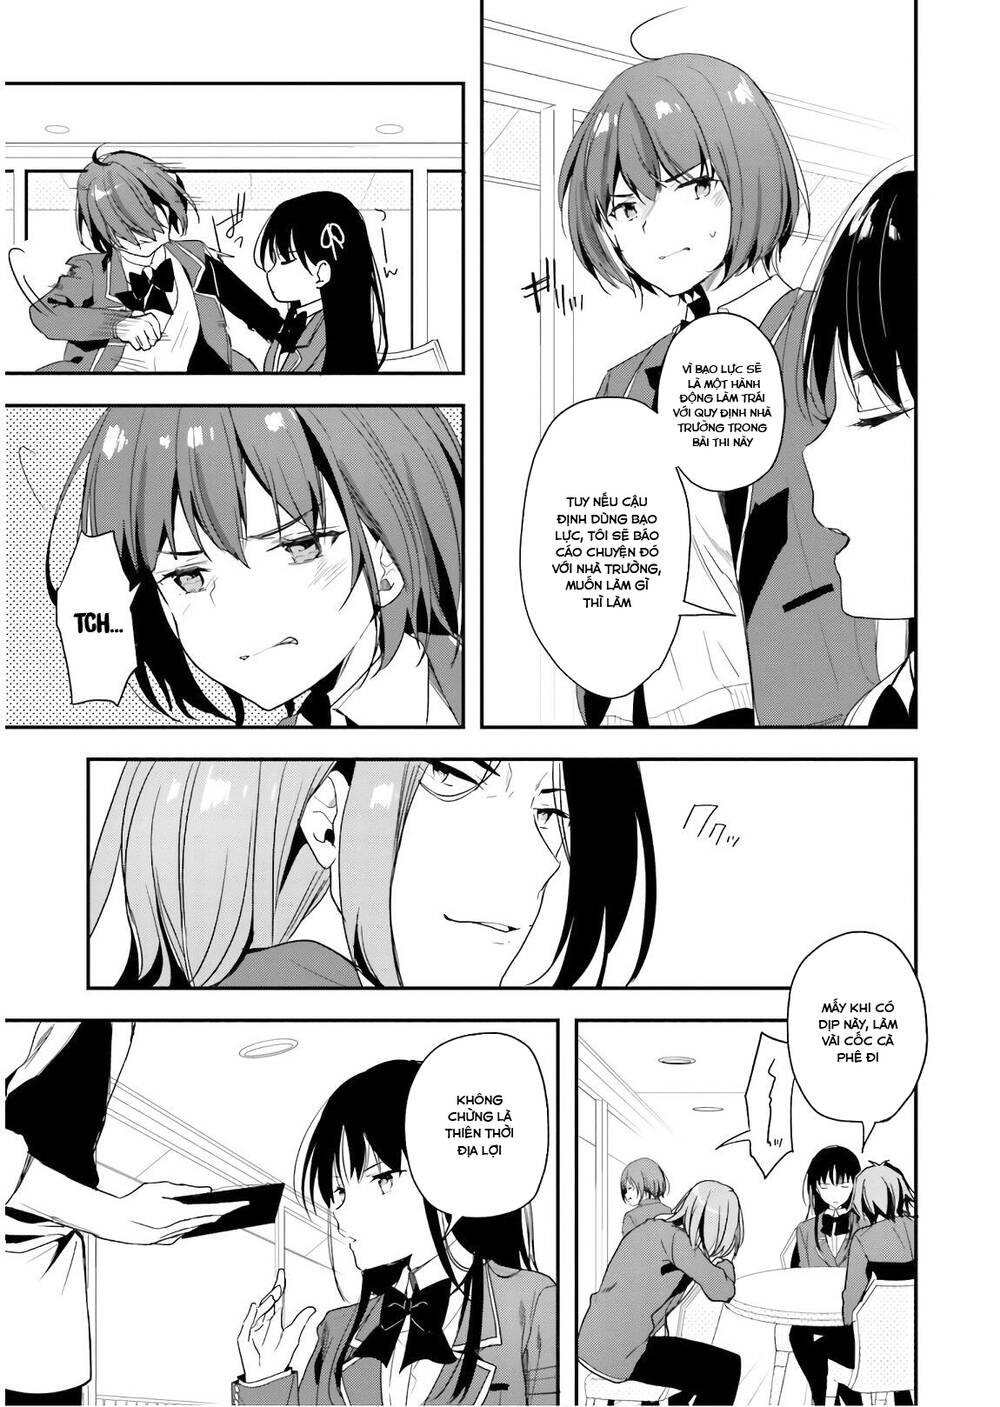 VÌ BẠO LỰC SẼ
LÀ MỘT HÀNH
ĐỘNG LÀM TRÁI
VỚI QUY ĐỊNH NHÀ
TRƯỜNG TRONG
BÀI THI NÀY
TUY NẾU CẬU
ĐỊNH DÙNG BẠO
LỰC, TÔI SẼ BÁO
CÁO CHUYỆN ĐÓ
VỚI NHÀ TRƯỜNG,
MUỐN LÀM GÌ
THÌ LÀM
TCH...
MẤY KHI CÓ
DỊP NÀY, LÀM
VÀI CỐC CÀ
PHÊ ĐI
KHÔNG
CHỪNG LÀ
THIÊN THỜI
ĐỊA LỢI